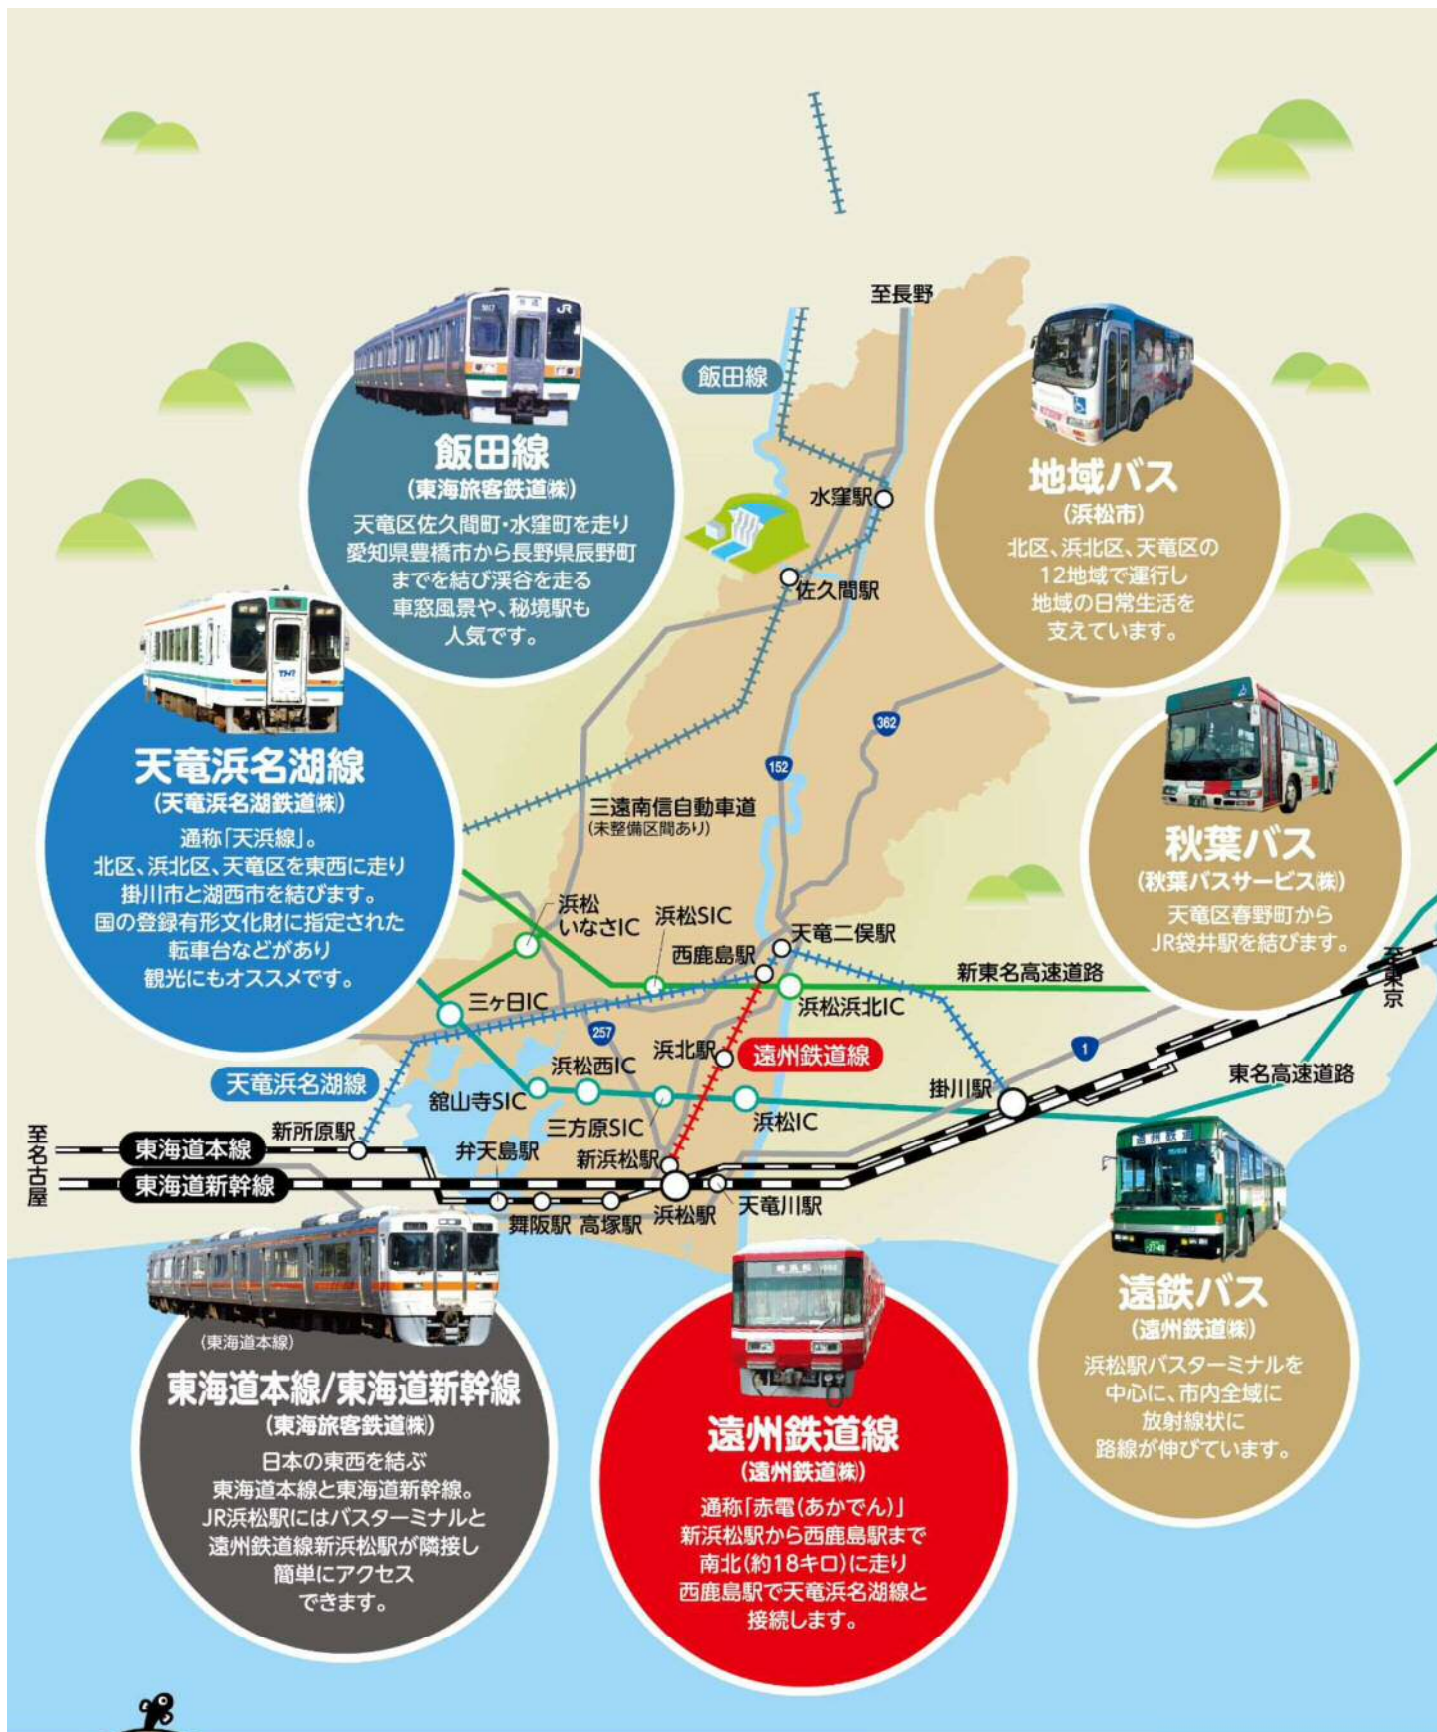 至長野
飯田線
飯田線
(東海旅客鉄道㈱)
天竜区佐久間町・水窪町を走り
愛知県豊橋市から長野県辰野町
までを結び渓谷を走る
車窓風景や、秘境駅も
人気です。
地域バス
(浜松市)
北区、浜北区、天竜区の
12地域で運行し
地域の日常生活を
支えています。
水窪駅
佐久間駅
天竜浜名湖線
(天竜浜名湖鉄道㈱)
通称「天浜線」。
北区、浜北区、天竜区を東西に走り
掛川市と湖西市を結びます。
国の登録有形文化財に指定された
転車台などがあり
観光にもオススメです。
362
152
三遠南信自動車道
(未整備区間あり)
秋葉バス
(秋葉バスサービス㈱)
天竜区春野町から
JR袋井駅を結びます。
浜松
いなさIC
浜松SIC
天竜二俣駅
西鹿島駅
新東名高速道路
至東京
三ヶ日IC
浜松浜北IC
257
浜北駅
遠州鉄道線
1
浜松西IC
天竜浜名湖線
舘山寺SIC
三方原SIC
浜松IC
掛川駅
東名高速道路
至名古屋
東海道本線
新所原駅
弁天島駅
新浜松駅
東海道新幹線
舞阪駅
高塚駅
浜松駅
天竜川駅
遠州鉄道
遠鉄バス
(遠州鉄道㈱)
浜松駅バスターミナルを
中心に、市内全域に
放射線状に
路線が伸びています。
(東海道本線)
東海道本線/東海道新幹線
(東海旅客鉄道㈱)
日本の東西を結ぶ
東海道本線と東海道新幹線。
JR浜松駅にはバスターミナルと
遠州鉄道線新浜松駅が隣接し
簡単にアクセス
できます。
遠州鉄道線
(遠州鉄道㈱)
通称「赤電(あかでん)」
新浜松駅から西鹿島駅まで
南北(約18キロ)に走り
西鹿島駅で天竜浜名湖線と
接続します。
JR
THR